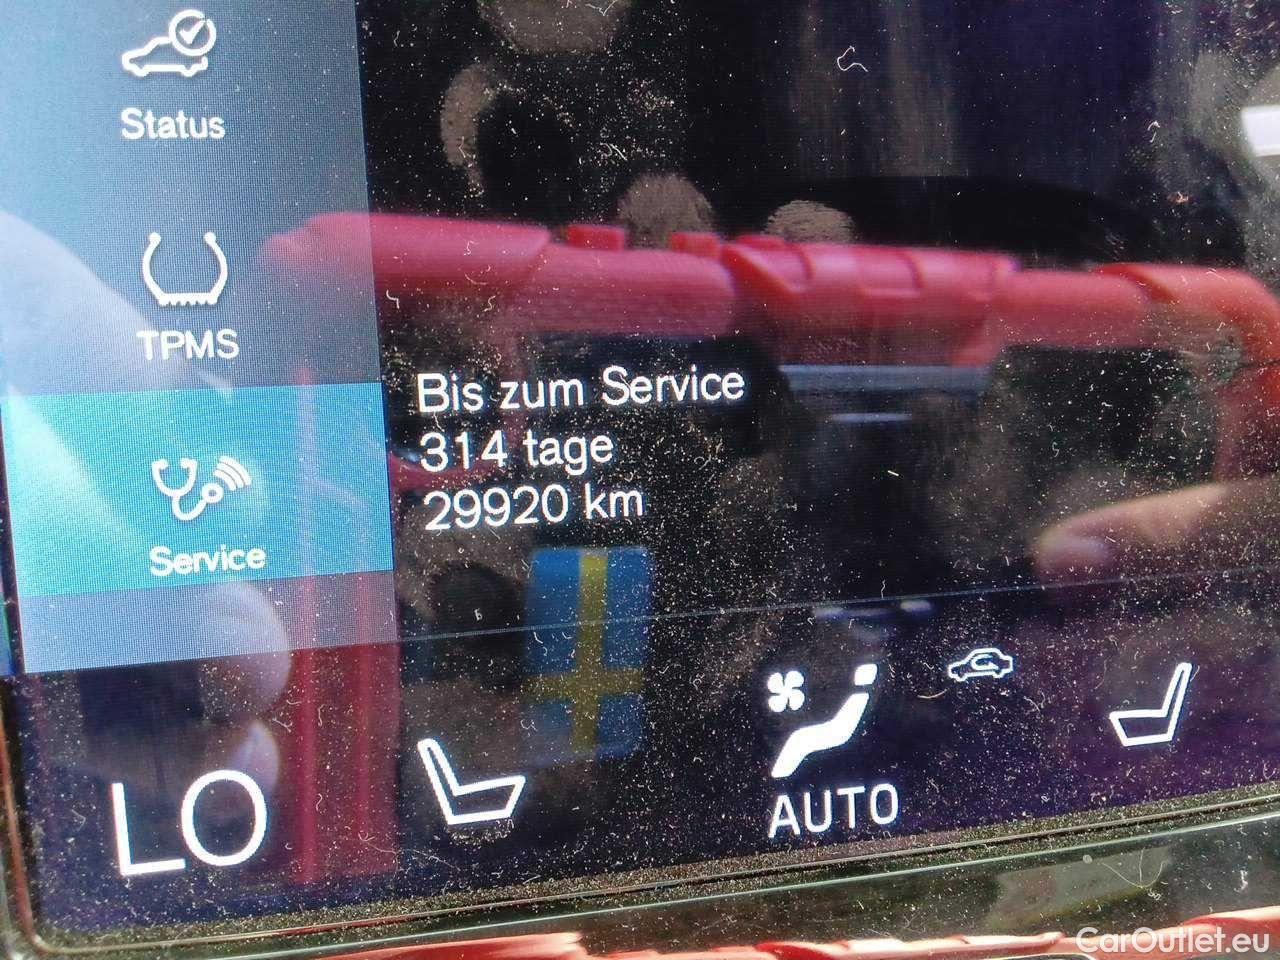 Status
TPMS
Bis zum Service
314 tage
29920 km
Service
LO
AUTO
CarOutlet.eu